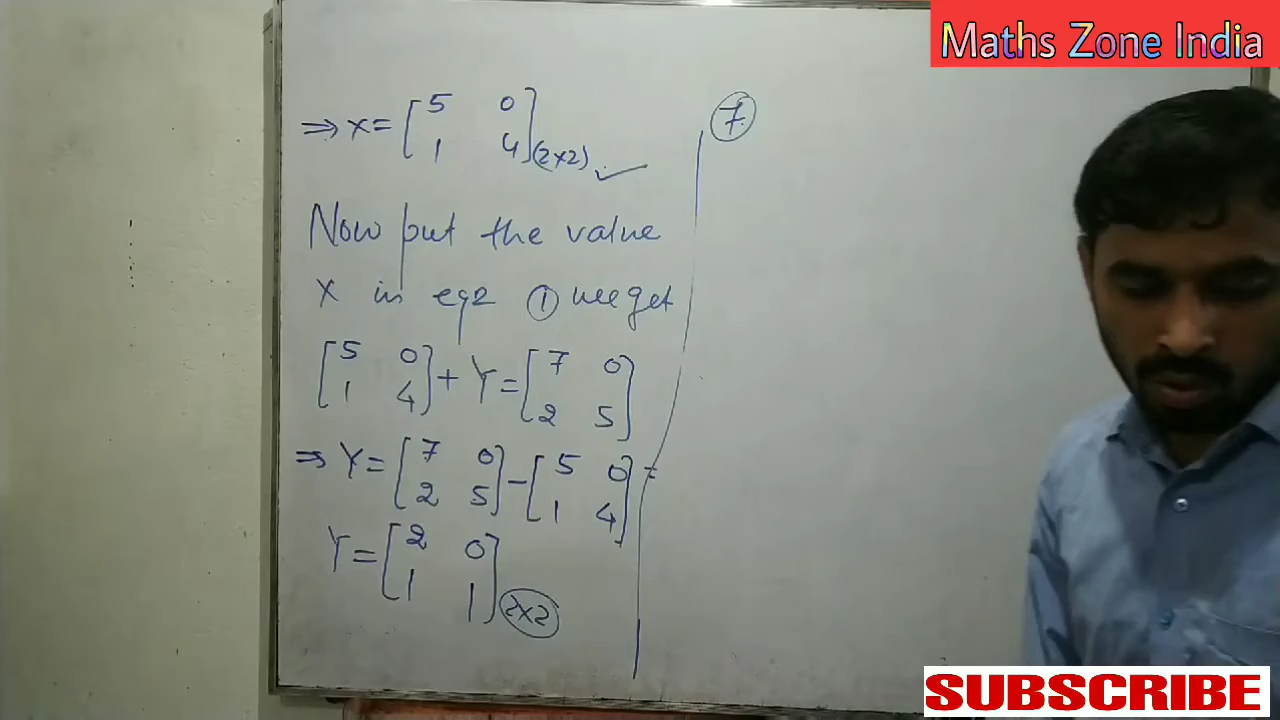 Maths Zone India
⇒ X = [5 0
1 4](2×2) ✓
Now put the value
X in eqn ① we get
[5 0
1 4] + Y = [7 0
2 5]
⇒ Y = [7 0
2 5] - [5 0
1 4] =
Y = [2 0
1 1]2×2
⑦
SUBSCRIBE